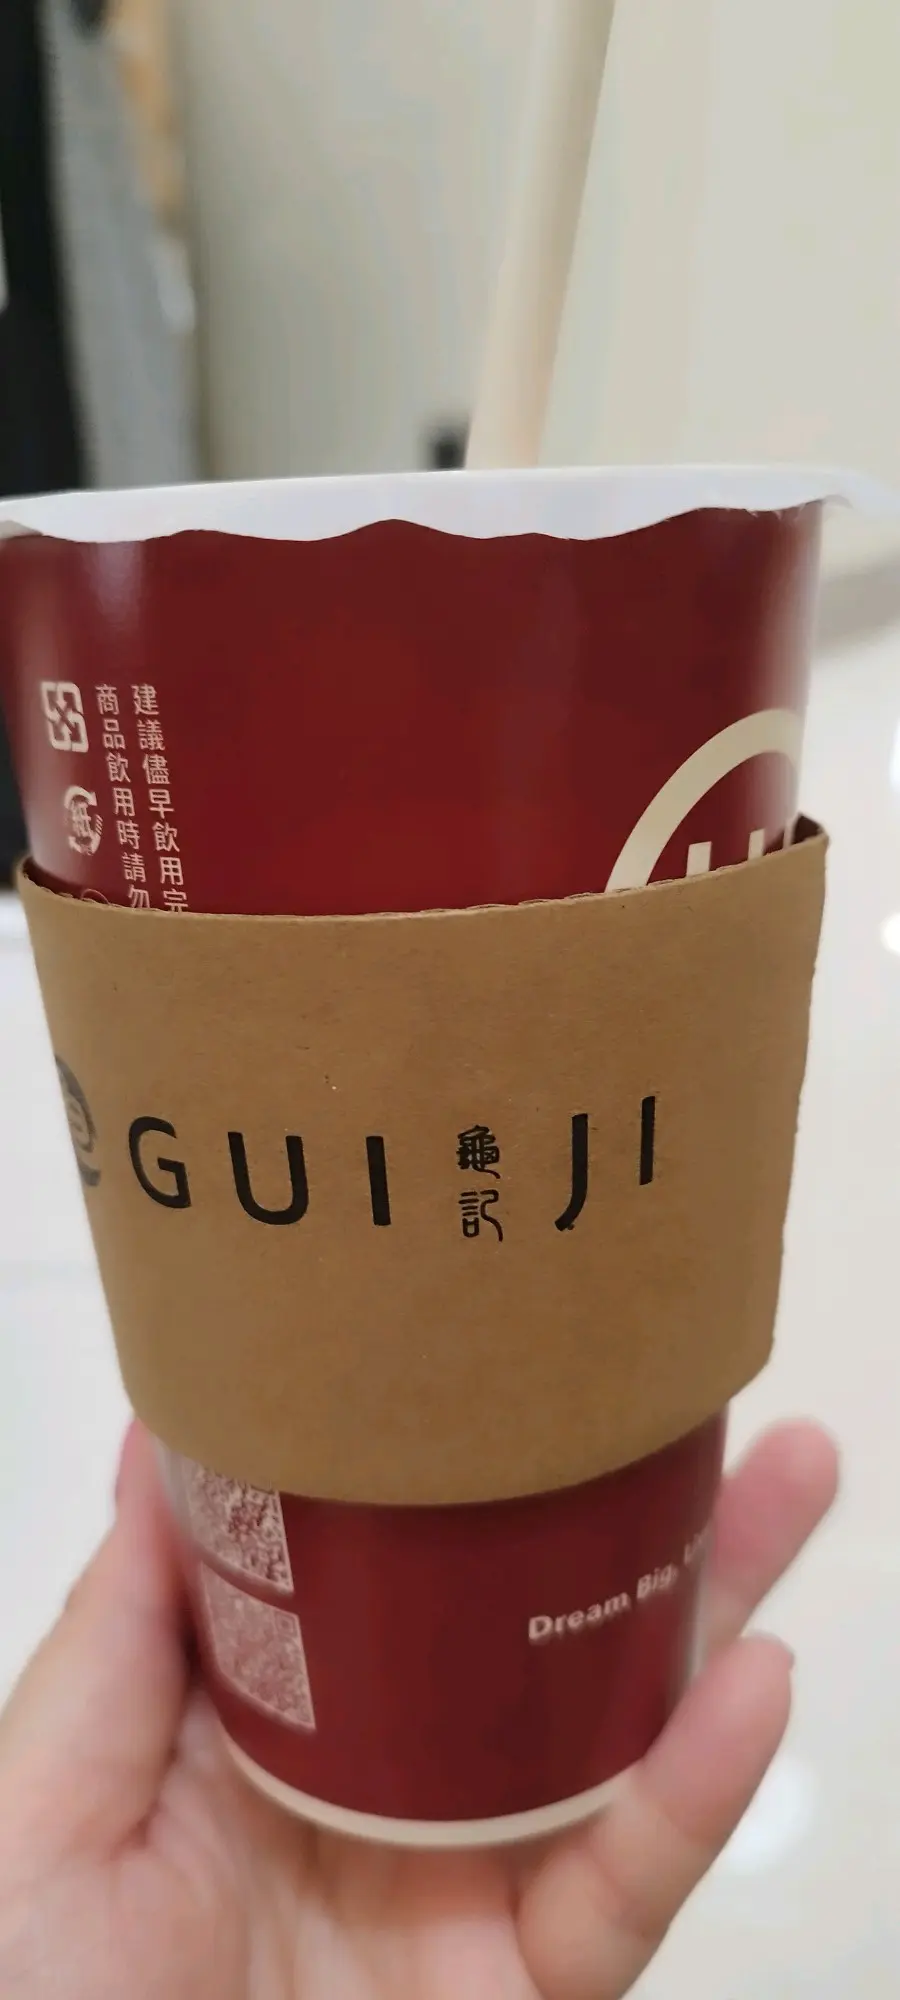 建議儘早飲用完
商品飲用時請勿
紙
GUI 龜記 JI
Dream Big,